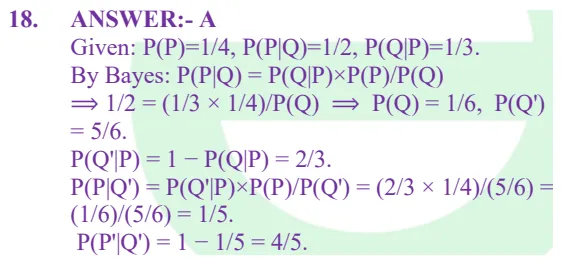 18. ANSWER:- A
Given: P(P)=1/4, P(P|Q)=1/2, P(Q|P)=1/3.
By Bayes: P(P|Q) = P(Q|P)×P(P)/P(Q)
⟹ 1/2 = (1/3 × 1/4)/P(Q) ⟹ P(Q) = 1/6, P(Q')
= 5/6.
P(Q'|P) = 1 − P(Q|P) = 2/3.
P(P|Q') = P(Q'|P)×P(P)/P(Q') = (2/3 × 1/4)/(5/6) =
(1/6)/(5/6) = 1/5.
P(P'|Q') = 1 − 1/5 = 4/5.